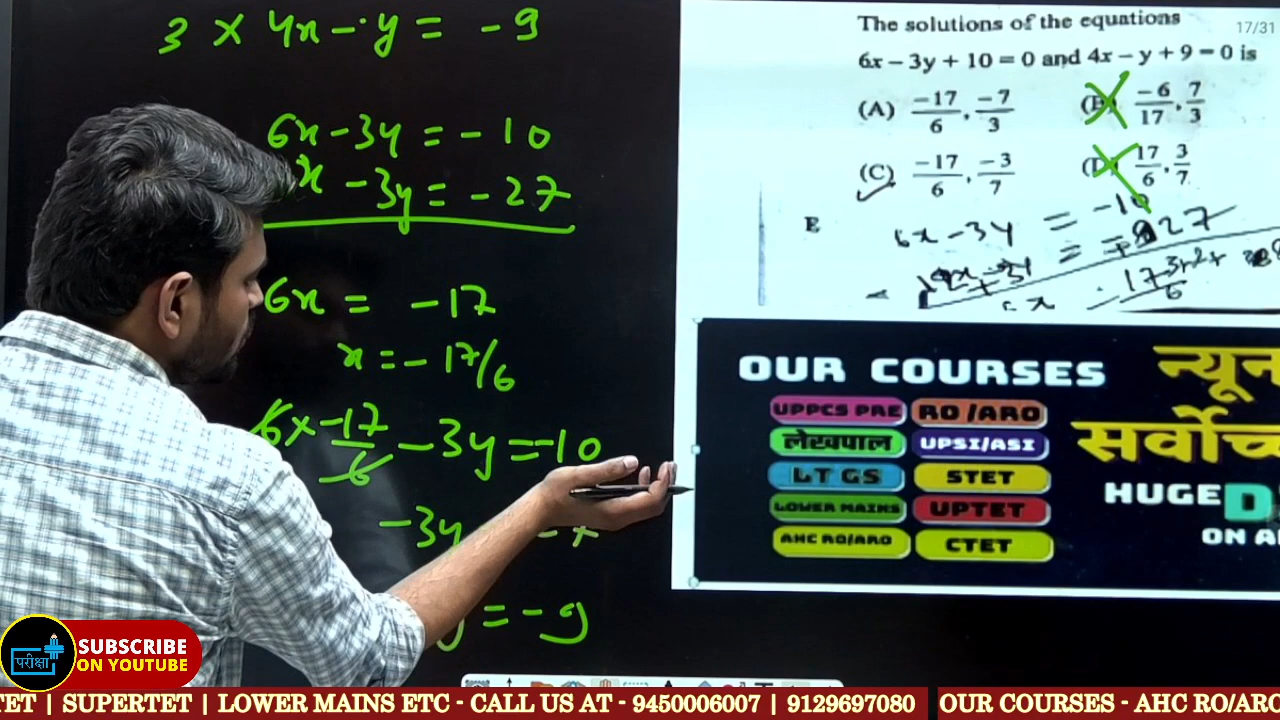 3 × 4x - y = -9
6x - 3y = -10
x - 3y = -27
6x = -17
x = -17/6
6 × -17/6 - 3y = -10
-3y
= -9
The solutions of the equations
17/31
6x – 3y + 10 = 0 and 4x – y + 9 = 0 is
(A) -17/6, -7/3
-6/17, 7/3
(C) -17/6, -3/7
17/6, 3/7
E
6x - 3y = -10
= 27
17
6
OUR COURSES
न्यून
UPPCS PRE
RO /ARO
लेखपाल
UPSI/ASI
सर्वोच्
LT GS
STET
HUGE D
LOWER MAINS
UPTET
ON A
AHC RO/ARO
CTET
परीक्षा
SUBSCRIBE
ON YOUTUBE
TET | SUPERTET | LOWER MAINS ETC - CALL US AT - 9450006007 | 9129697080
OUR COURSES - AHC RO/ARO